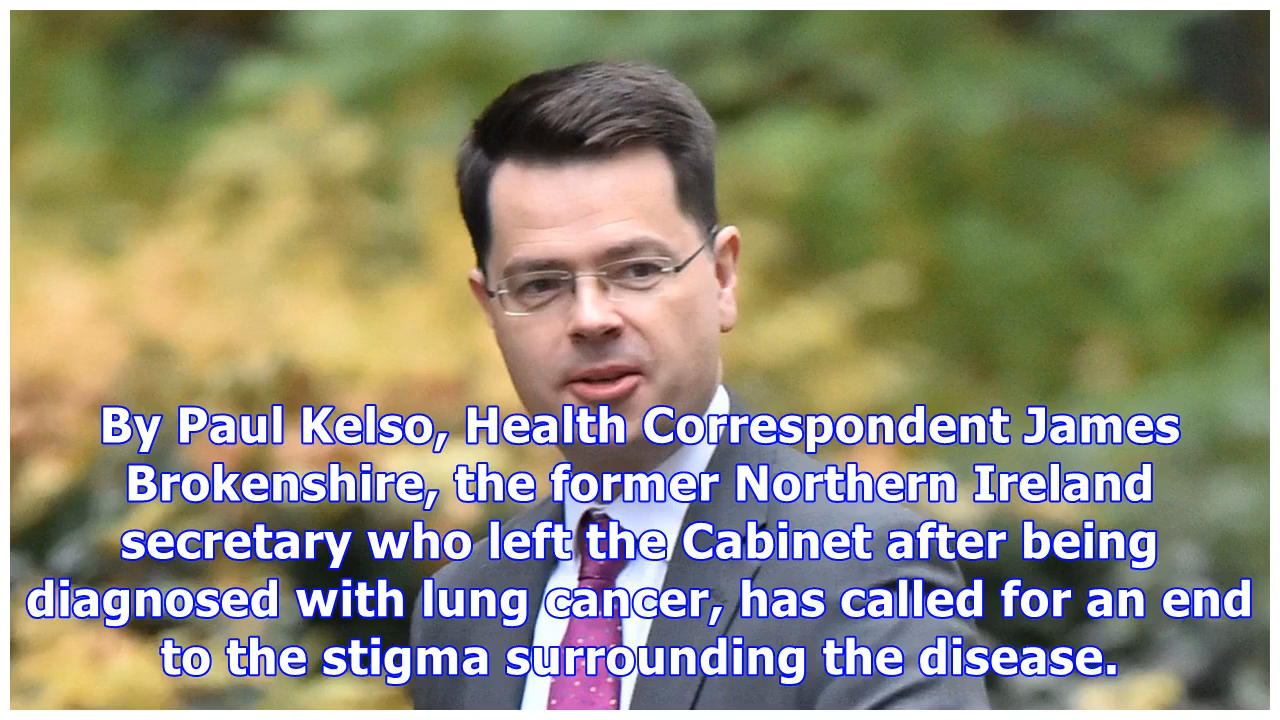 By Paul Kelso, Health Correspondent James
Brokenshire, the former Northern Ireland
secretary who left the Cabinet after being
diagnosed with lung cancer, has called for an end
to the stigma surrounding the disease.